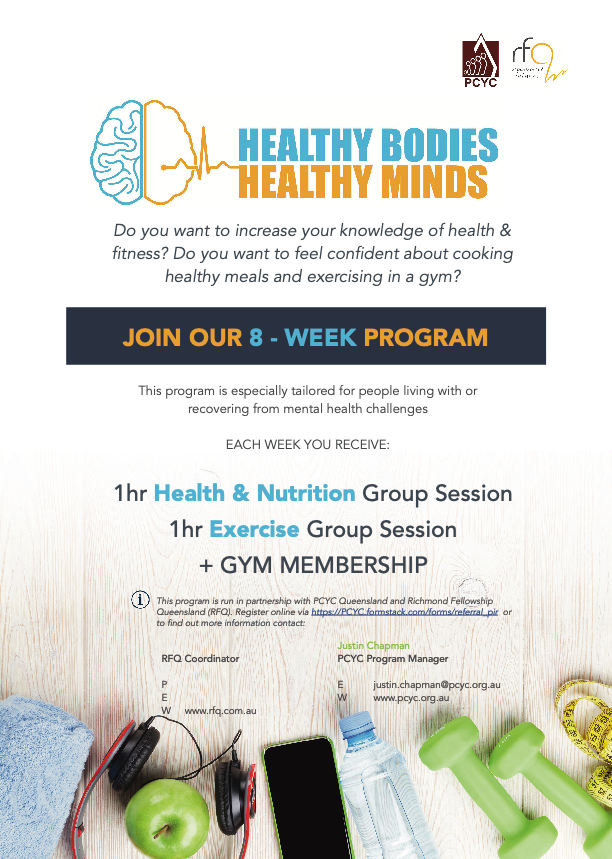 PCYC
rfq
HEALTHY BODIES
HEALTHY MINDS
Do you want to increase your knowledge of health &
fitness? Do you want to feel confident about cooking
healthy meals and exercising in a gym?
JOIN OUR 8 - WEEK PROGRAM
This program is especially tailored for people living with or
recovering from mental health challenges
EACH WEEK YOU RECEIVE:
1hr Health & Nutrition Group Session
1hr Exercise Group Session
+ GYM MEMBERSHIP
i
This program is run in partnership with PCYC Queensland and Richmond Fellowship
Queensland (RFQ). Register online via https://PCYC.formstack.com/forms/referral_pir or
to find out more information contact:
RFQ Coordinator
P
E
W www.rfq.com.au
Justin Chapman
PCYC Program Manager
E justin.chapman@pcyc.org.au
W www.pcyc.org.au